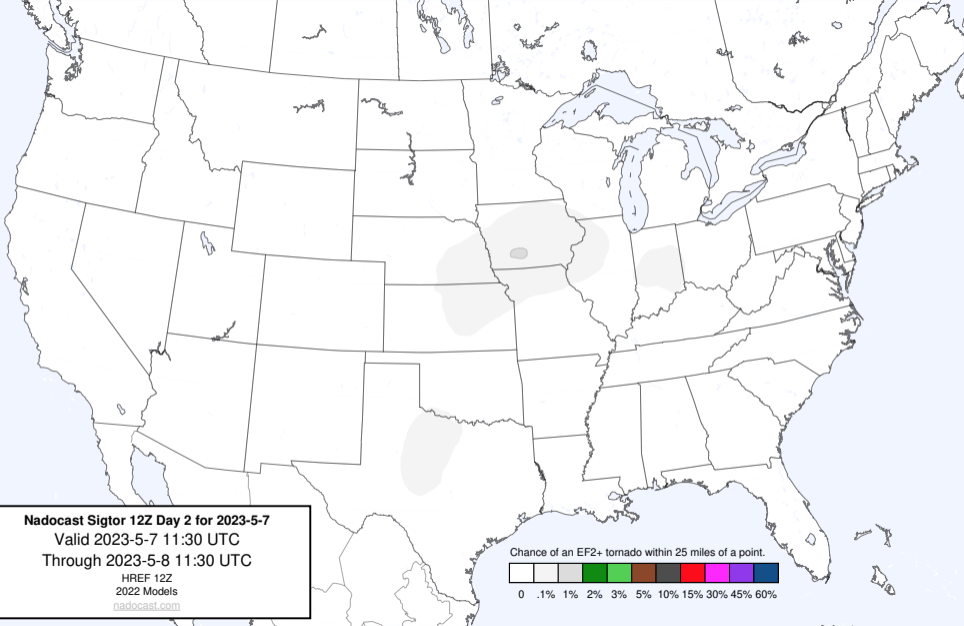 Nadocast Sigtor 12Z Day 2 for 2023-5-7
Valid 2023-5-7 11:30 UTC
Through 2023-5-8 11:30 UTC
HREF 12Z
2022 Models
nadocast.com
Chance of an EF2+ tornado within 25 miles of a point.
0 .1% 1% 2% 3% 5% 10% 15% 30% 45% 60%